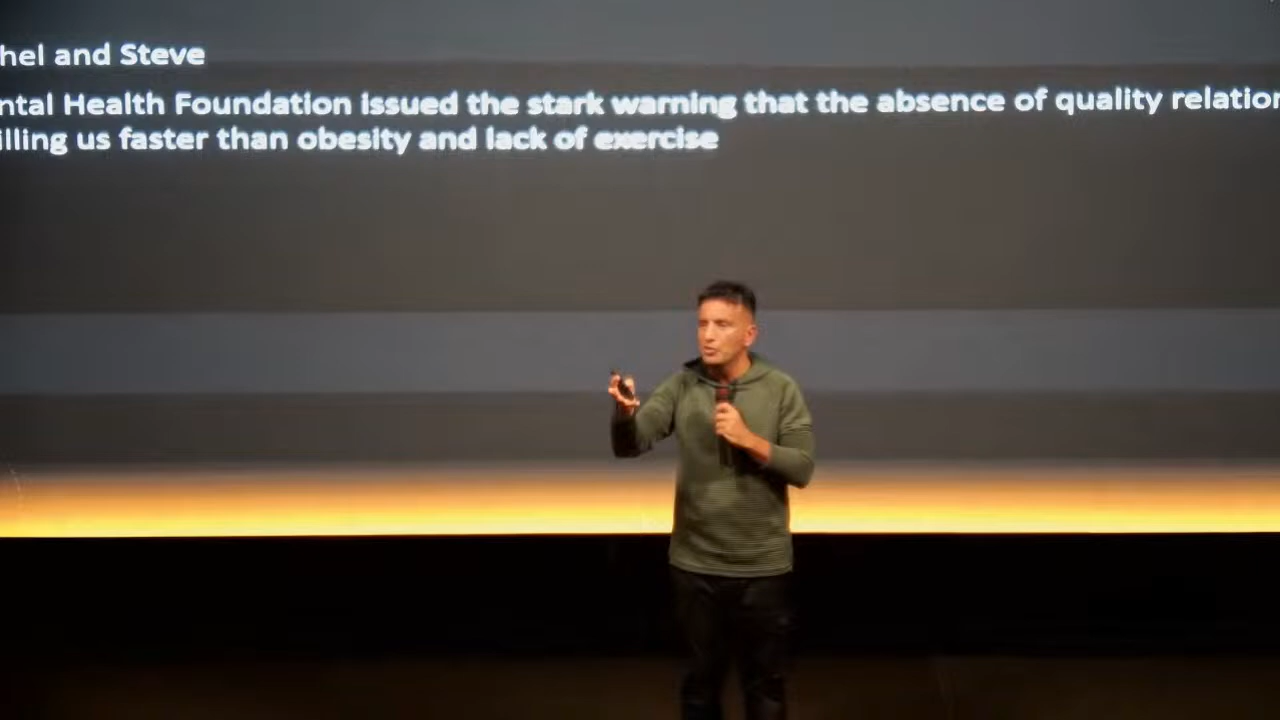 hel and Steve
ntal Health Foundation issued the stark warning that the absence of quality relation
illing us faster than obesity and lack of exercise